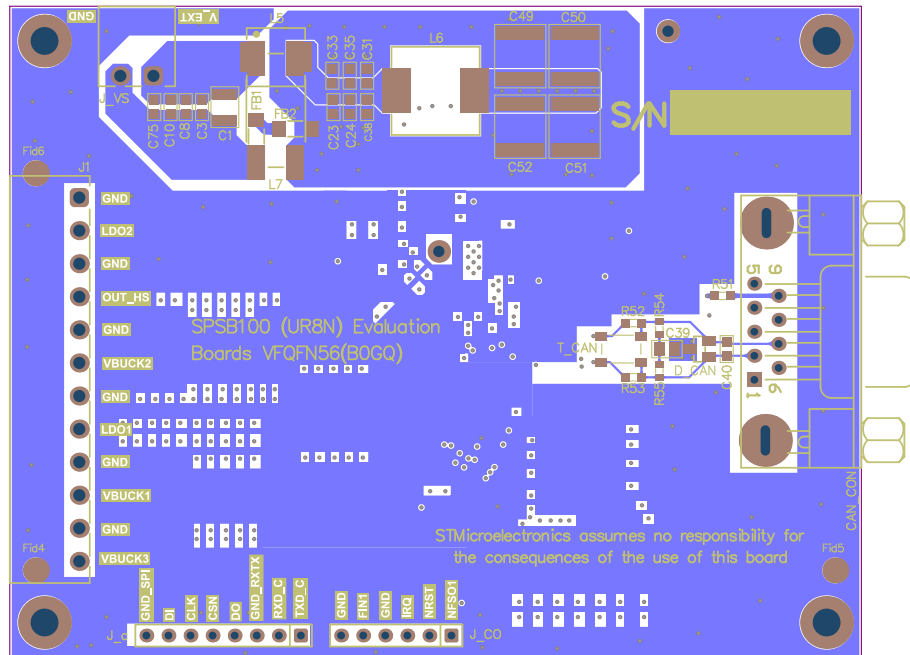 GND
V_EXT
J_VS
C75
C10
C8
C3
C1
L5
FB1
FB2
L7
C33
C35
C31
C23
C24
C38
L6
C49
C50
C52
C51
S/N
Fid6
J1
GND
LDO2
GND
OUT_HS
GND
VBUCK2
GND
LDO1
GND
VBUCK1
GND
VBUCK3
SPSB100 (UR8N) Evaluation
Boards VFQFN56(B0GQ)
T_CAN
R52
R54
C39
R53
R55
D_CAN
C40
R51
5
9
1
6
CAN_CON
STMicroelectronics assumes no responsibility for
the consequences of the use of this board
Fid4
Fid5
GND_SPI
DI
CLK
CSN
DO
GND_RXTX
RXD_C
TXD_C
GND
FIN1
GND
IRQ
NRST
NFSO1
J_CO